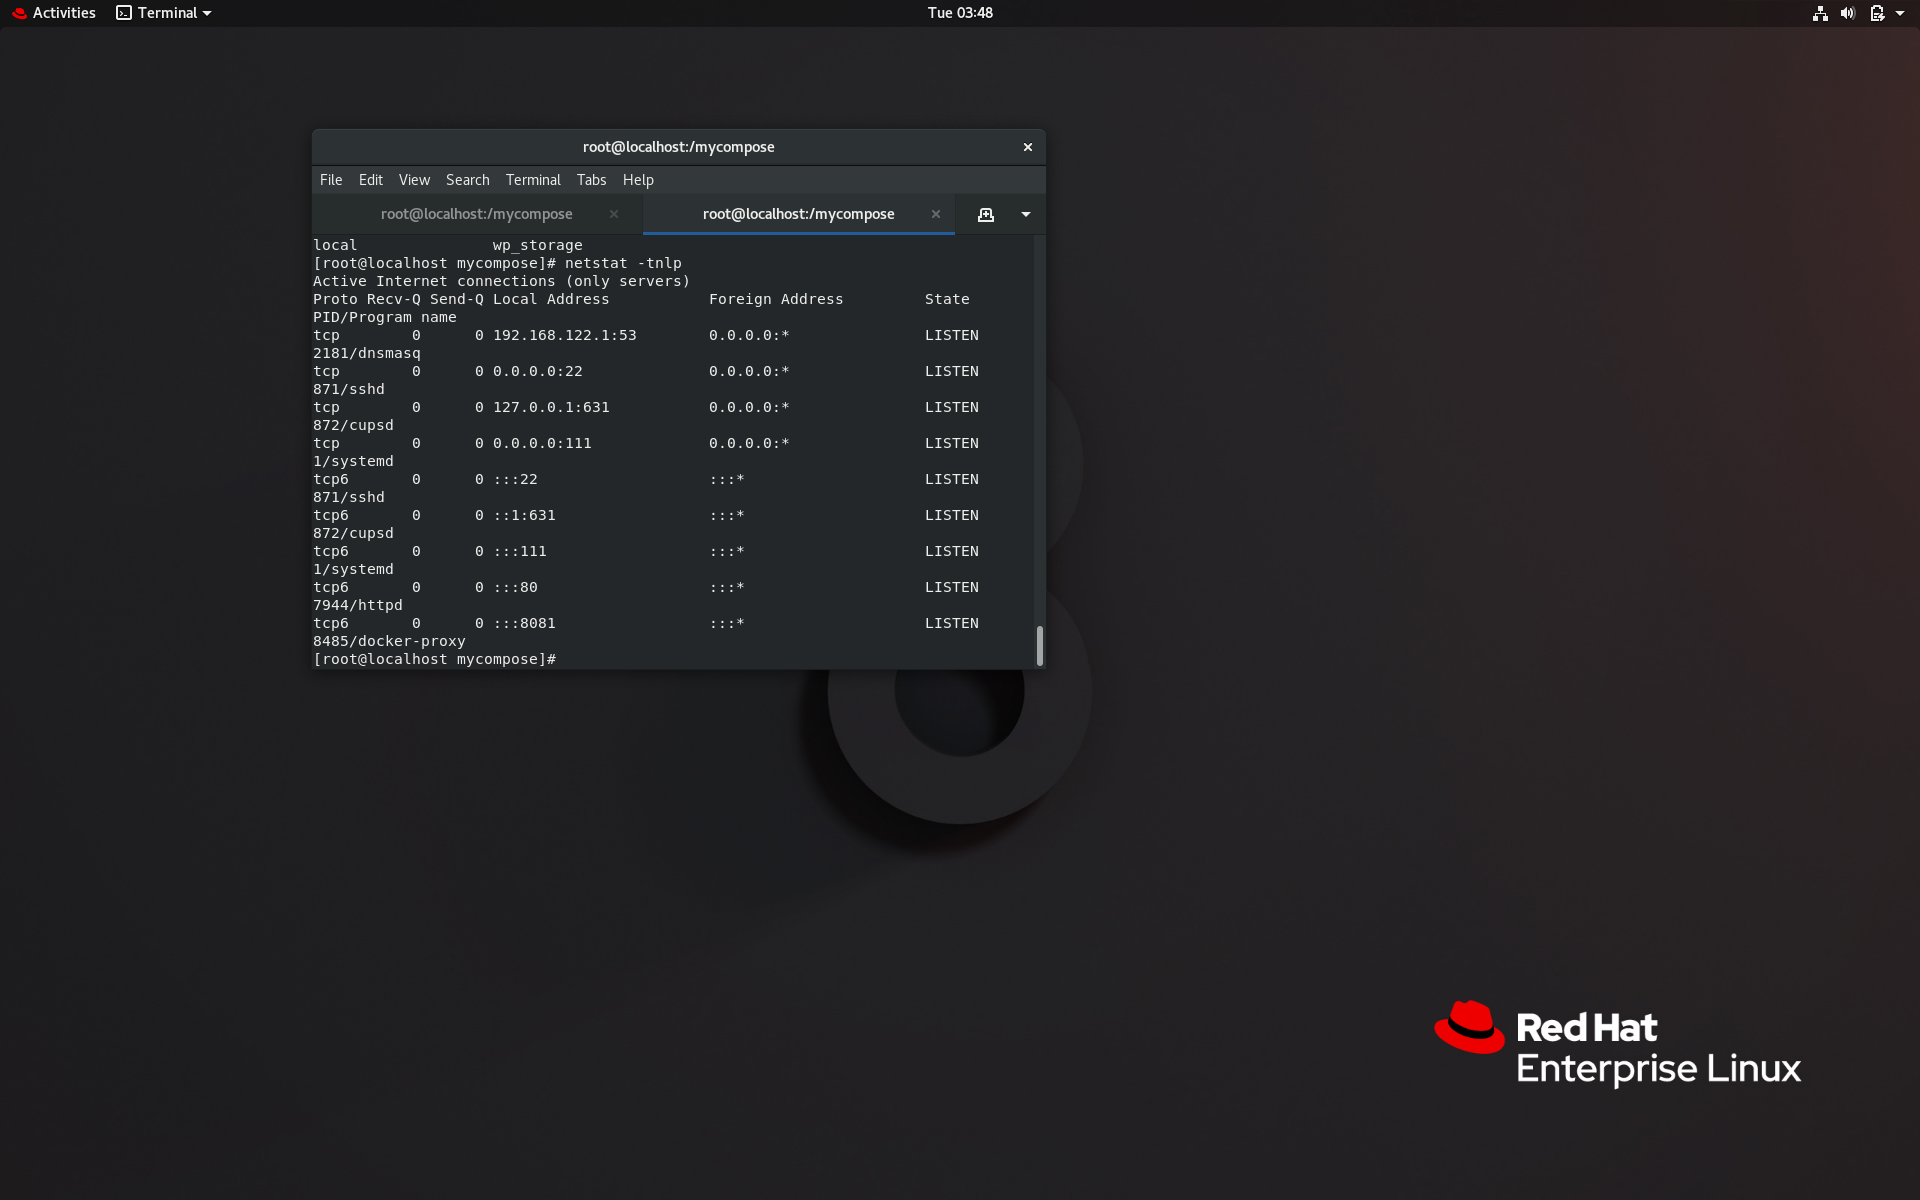 Activities Terminal Tue 03:48
root@localhost:/mycompose
File Edit View Search Terminal Tabs Help
root@localhost:/mycompose root@localhost:/mycompose
local                wp_storage
[root@localhost mycompose]# netstat -tnlp
Active Internet connections (only servers)
Proto Recv-Q Send-Q Local Address           Foreign Address         State
PID/Program name
tcp        0      0 192.168.122.1:53        0.0.0.0:*               LISTEN
2181/dnsmasq
tcp        0      0 0.0.0.0:22              0.0.0.0:*               LISTEN
871/sshd
tcp        0      0 127.0.0.1:631           0.0.0.0:*               LISTEN
872/cupsd
tcp        0      0 0.0.0.0:111             0.0.0.0:*               LISTEN
1/systemd
tcp6       0      0 :::22                   :::*                    LISTEN
871/sshd
tcp6       0      0 ::1:631                 :::*                    LISTEN
872/cupsd
tcp6       0      0 :::111                  :::*                    LISTEN
1/systemd
tcp6       0      0 :::80                   :::*                    LISTEN
7944/httpd
tcp6       0      0 :::8081                 :::*                    LISTEN
8485/docker-proxy
[root@localhost mycompose]#
Red Hat
Enterprise Linux